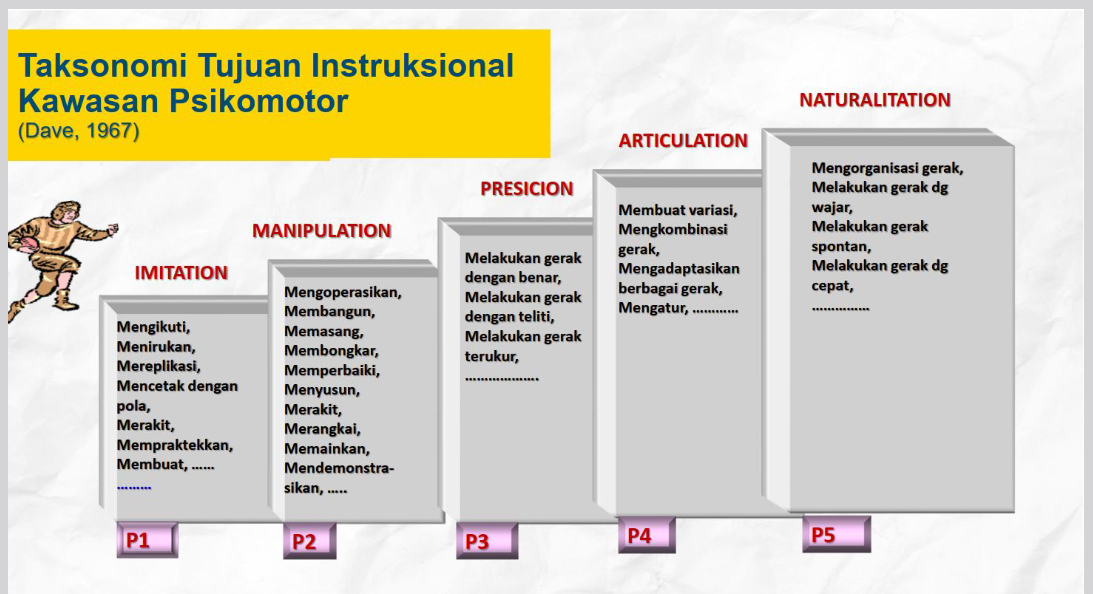 Taksonomi Tujuan Instruksional
Kawasan Psikomotor
(Dave, 1967)
IMITATION
Mengikuti,
Menirukan,
Mereplikasi,
Mencetak dengan
pola,
Merakit,
Mempraktekkan,
Membuat, ......
.........
P1
MANIPULATION
Mengoperasikan,
Membangun,
Memasang,
Membongkar,
Memperbaiki,
Menyusun,
Merakit,
Merangkai,
Memainkan,
Mendemonstra-
sikan, .....
P2
PRESICION
Melakukan gerak
dengan benar,
Melakukan gerak
dengan teliti,
Melakukan gerak
terukur,
...................
P3
ARTICULATION
Membuat variasi,
Mengkombinasi
gerak,
Mengadaptasikan
berbagai gerak,
Mengatur, ............
P4
NATURALITATION
Mengorganisasi gerak,
Melakukan gerak dg
wajar,
Melakukan gerak
spontan,
Melakukan gerak dg
cepat,
...............
P5